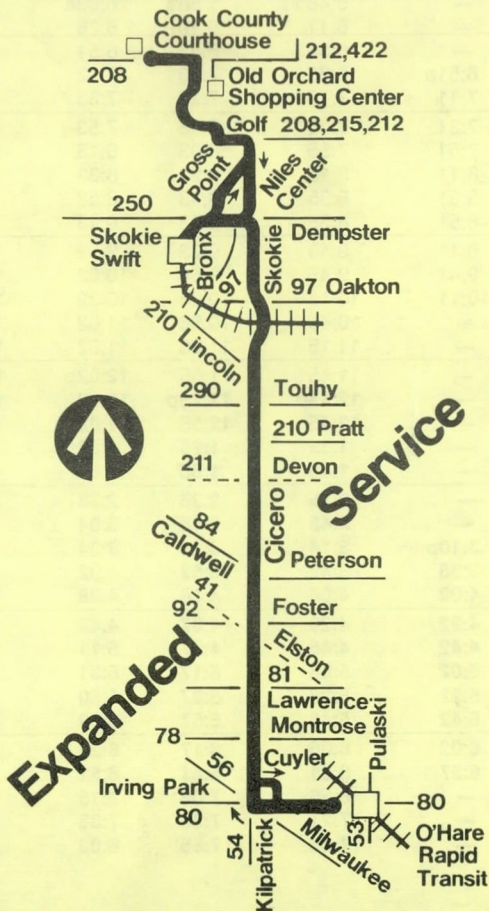 Cook County
Courthouse
212,422
208
Old Orchard
Shopping Center
Golf 208,215,212
Gross
Point
Niles
Center
250
Skokie
Swift
Bronx
97
Skokie
Dempster
97 Oakton
210 Lincoln
290
Touhy
210 Pratt
211
Devon
Service
Cicero
84
Caldwell
Peterson
41
92
Foster
Elston
Expanded
81
Lawrence
Montrose
78
Pulaski
56
Cuyler
Irving Park
80
80
54
Kilpatrick
Milwaukee
53
O'Hare
Rapid
Transit